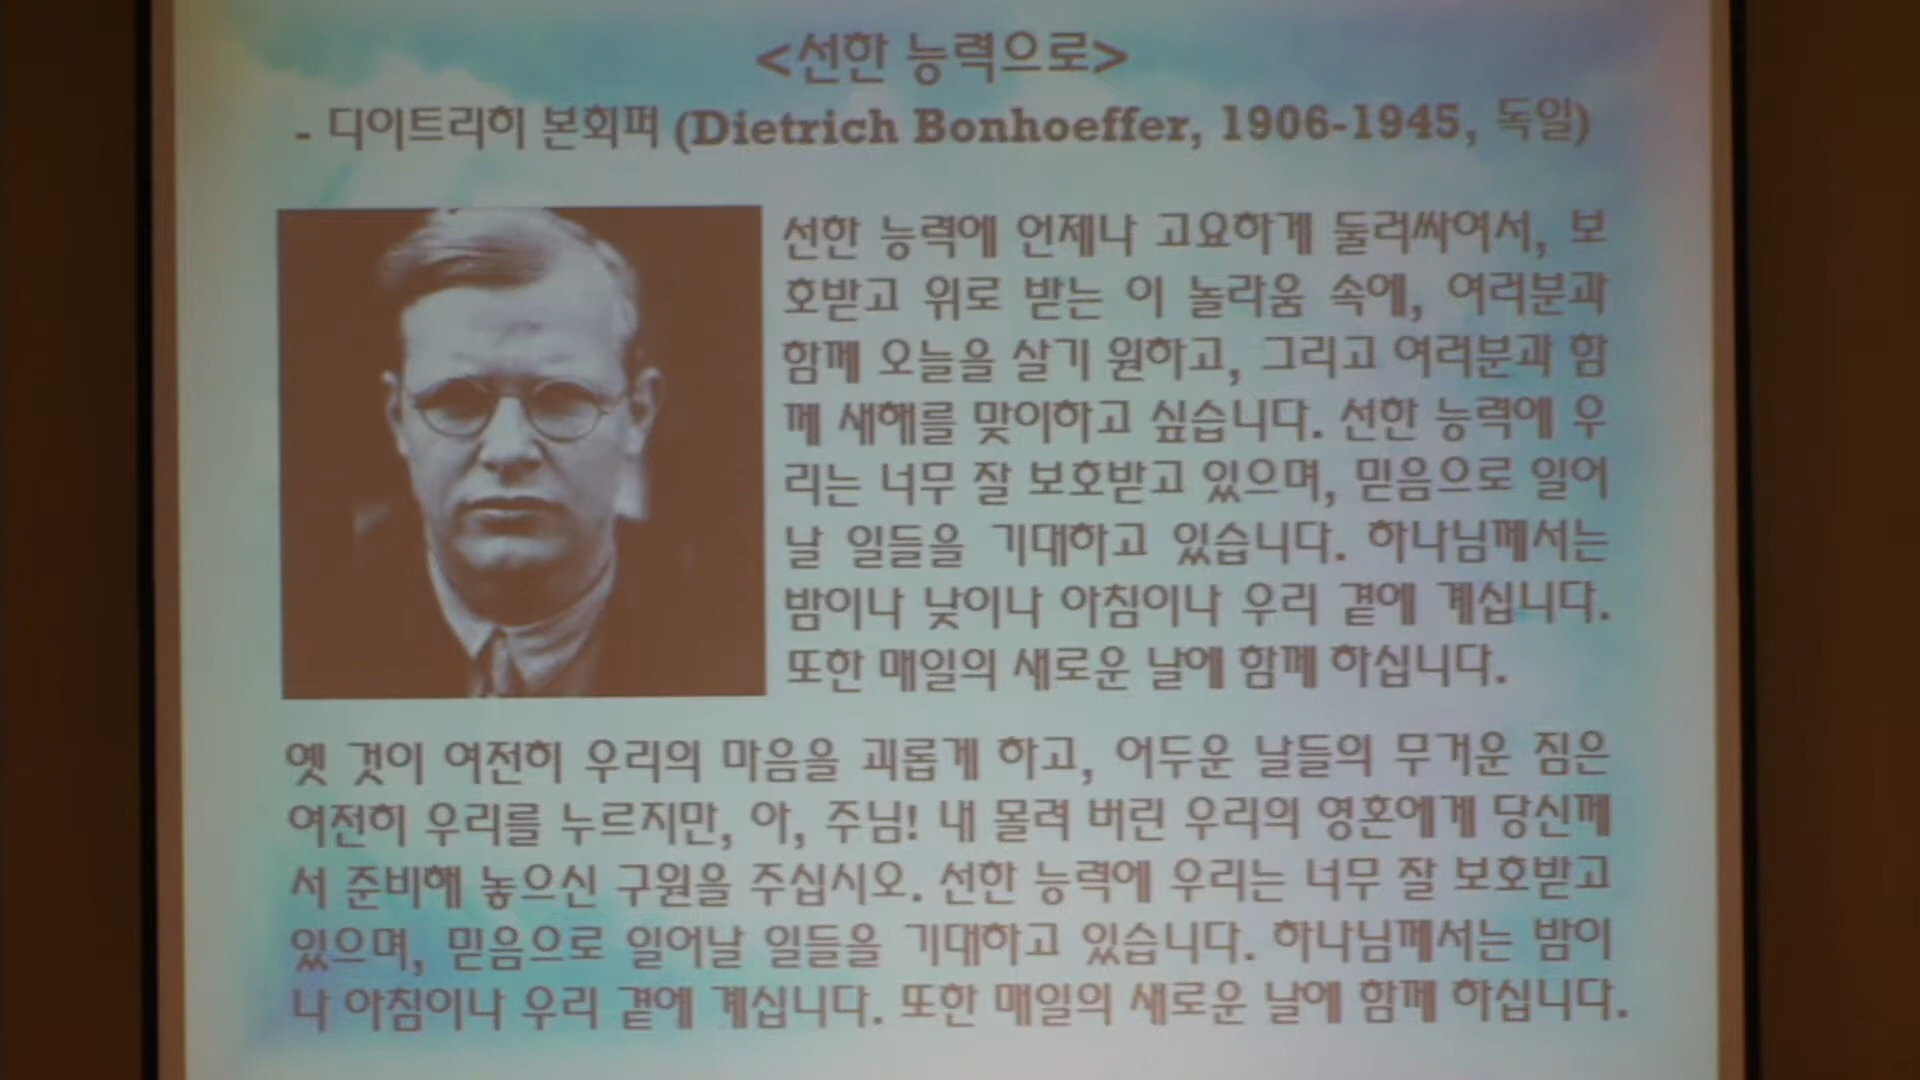 <선한 능력으로>
- 디이트리히 본회퍼 (Dietrich Bonhoeffer, 1906-1945, 독일)
선한 능력에 언제나 고요하게 둘러싸여서, 보
호받고 위로 받는 이 놀라움 속에, 여러분과
함께 오늘을 살기 원하고, 그리고 여러분과 함
께 새해를 맞이하고 싶습니다. 선한 능력에 우
리는 너무 잘 보호받고 있으며, 믿음으로 일어
날 일들을 기대하고 있습니다. 하나님께서는
밤이나 낮이나 아침이나 우리 곁에 계십니다.
또한 매일의 새로운 날에 함께 하십니다.
옛 것이 여전히 우리의 마음을 괴롭게 하고, 어두운 날들의 무거운 짐은
여전히 우리를 누르지만, 아, 주님! 내 몰려 버린 우리의 영혼에게 당신께
서 준비해 놓으신 구원을 주십시오. 선한 능력에 우리는 너무 잘 보호받고
있으며, 믿음으로 일어날 일들을 기대하고 있습니다. 하나님께서는 밤이
나 아침이나 우리 곁에 계십니다. 또한 매일의 새로운 날에 함께 하십니다.